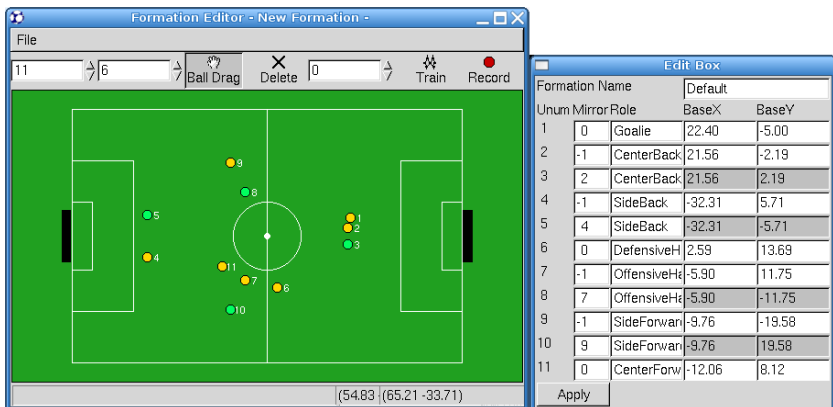 Formation Editor - New Formation -
File
11 6 Ball Drag Delete 0 Train Record
9
8
5
1
2
3
4
11
7
6
10
(54.83 (65.21 -33.71)
Edit Box
Formation Name Default
Unum Mirror Role BaseX BaseY
1 0 Goalie 22.40 -5.00
2 -1 CenterBack 21.56 -2.19
3 2 CenterBack 21.56 2.19
4 -1 SideBack -32.31 5.71
5 4 SideBack -32.31 -5.71
6 0 DefensiveH 2.59 13.69
7 -1 OffensiveHa -5.90 11.75
8 7 OffensiveHa -5.90 -11.75
9 -1 SideForwar -9.76 -19.58
10 9 SideForwar -9.76 19.58
11 0 CenterForw -12.06 8.12
Apply